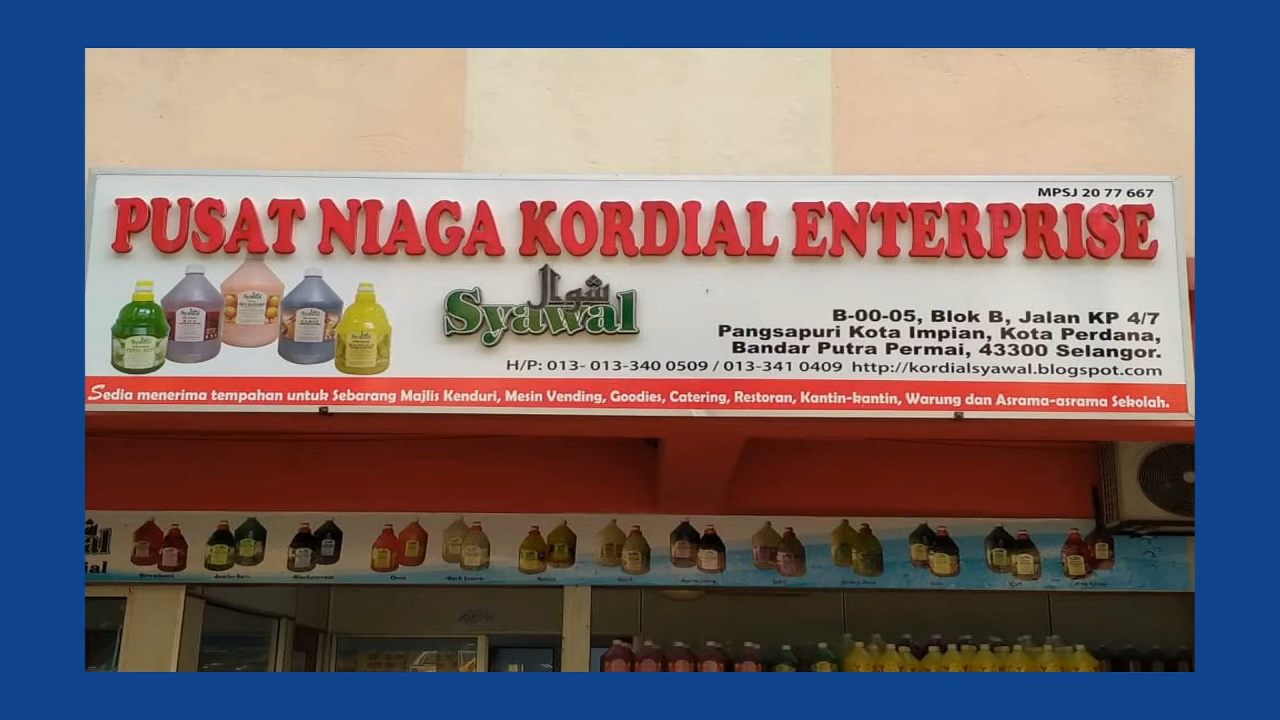 MPSJ 20 77 667
PUSAT NIAGA KORDIAL ENTERPRISE
شوال
Syawal
B-00-05, Blok B, Jalan KP 4/7
Pangsapuri Kota Impian, Kota Perdana,
Bandar Putra Permai, 43300 Selangor.
H/P: 013- 013-340 0509 / 013-341 0409 http://kordialsyawal.blogspot.com
Sedia menerima tempahan untuk Sebarang Majlis Kenduri, Mesin Vending, Goodies, Catering, Restoran, Kantin-kantin, Warung dan Asrama-asrama Sekolah.